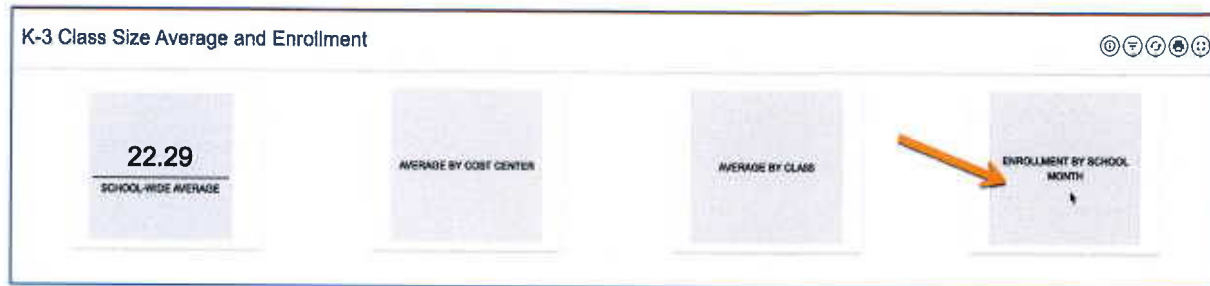 K-3 Class Size Average and Enrollment
22.29
SCHOOL-WIDE AVERAGE
AVERAGE BY COST CENTER
AVERAGE BY CLASS
ENROLLMENT BY SCHOOL
MONTH